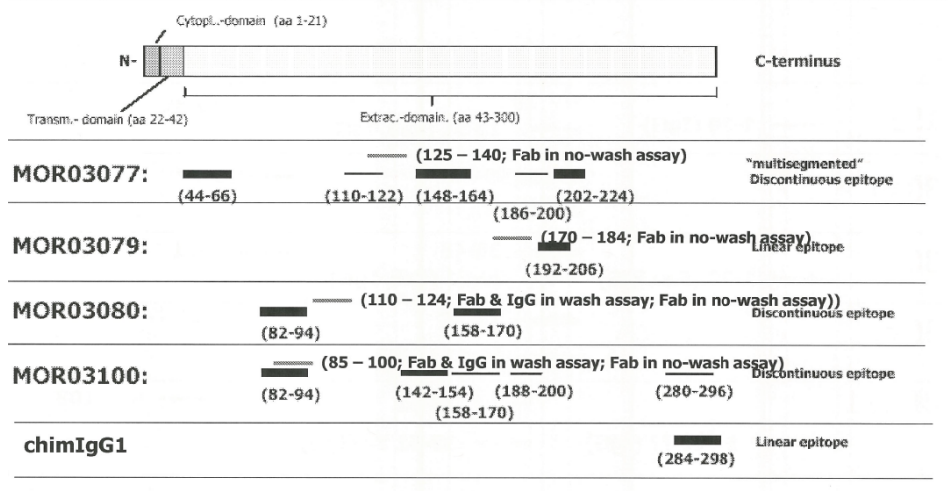 Cytopl..-domain (aa 1-21)
N-
C-terminus
Transm.- domain (aa 22-42)
Extrac.-domain. (aa 43-300)
(125 – 140; Fab in no-wash assay)
MOR03077:
"multisegmented"
Discontinuous epitope
(44-66)
(110-122)
(148-164)
(202-224)
(186-200)
(170 – 184; Fab in no-wash assay)
MOR03079:
Linear epitope
(192-206)
(110 – 124; Fab & IgG in wash assay; Fab in no-wash assay))
MOR03080:
Discontinuous epitope
(82-94)
(158-170)
(85 – 100; Fab & IgG in wash assay; Fab in no-wash assay)
MOR03100:
Discontinuous epitope
(82-94)
(142-154)
(188-200)
(280-296)
(158-170)
chimIgG1
Linear epitope
(284-298)